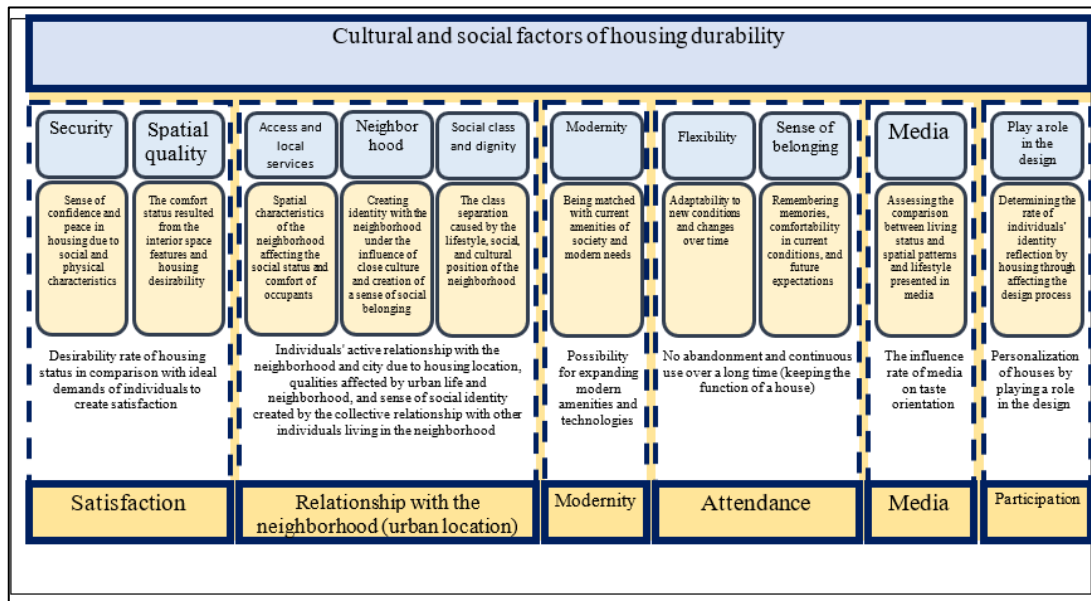 Cultural and social factors of housing durability
Security
Spatial
quality
Access and
local
services
Neighbor
hood
Social class
and dignity
Modernity
Flexibility
Sense of
belonging
Media
Play a role
in the
design
Sense of
confidence
and peace in
housing due to
social and
physical
characteristics
The comfort
status resulted
from the
interior space
features and
housing
desirability
Spatial
characteristics
of the
neighborhood
affecting the
social status and
comfort of
occupants
Creating
identity with the
neighborhood
under the
influence of
close culture
and creation of
a sense of social
belonging
The class
separation
caused by the
lifestyle, social,
and cultural
position of the
neighborhood
Being matched
with current
amenities of
society and
modern needs
Adaptability to
new conditions
and changes
over time
Remembering
memories,
comfortability
in current
conditions, and
future
expectations
Assessing the
comparison
between living
status and
spatial patterns
and lifestyle
presented in
media
Determining the
rate of
individuals'
identity
reflection by
housing through
affecting the
design process
Desirability rate of housing
status in comparison with ideal
demands of individuals to
create satisfaction
Individuals' active relationship with the
neighborhood and city due to housing location,
qualities affected by urban life and
neighborhood, and sense of social identity
created by the collective relationship with other
individuals living in the neighborhood
Possibility
for expanding
modern
amenities and
technologies
No abandonment and continuous
use over a long time (keeping the
function of a house)
The influence
rate of media
on taste
orientation
Personalization
of houses by
playing a role
in the design
Satisfaction
Relationship with the
neighborhood (urban location)
Modernity
Attendance
Media
Participation